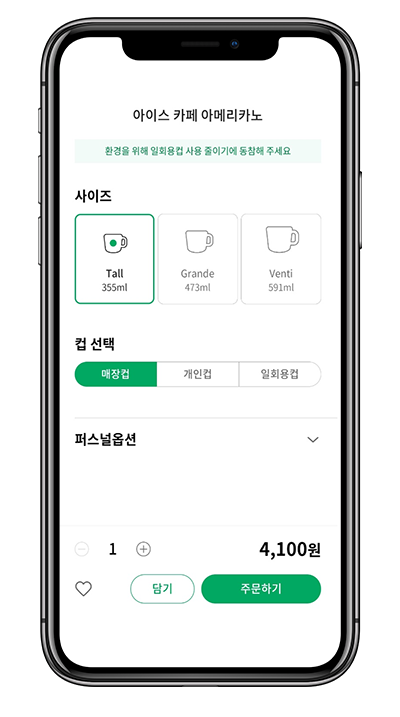 아이스 카페 아메리카노
환경을 위해 일회용컵 사용 줄이기에 동참해 주세요
사이즈
Tall
355ml
Grande
473ml
Venti
591ml
컵 선택
매장컵 개인컵 일회용컵
퍼스널옵션
1 4,100원
담기 주문하기